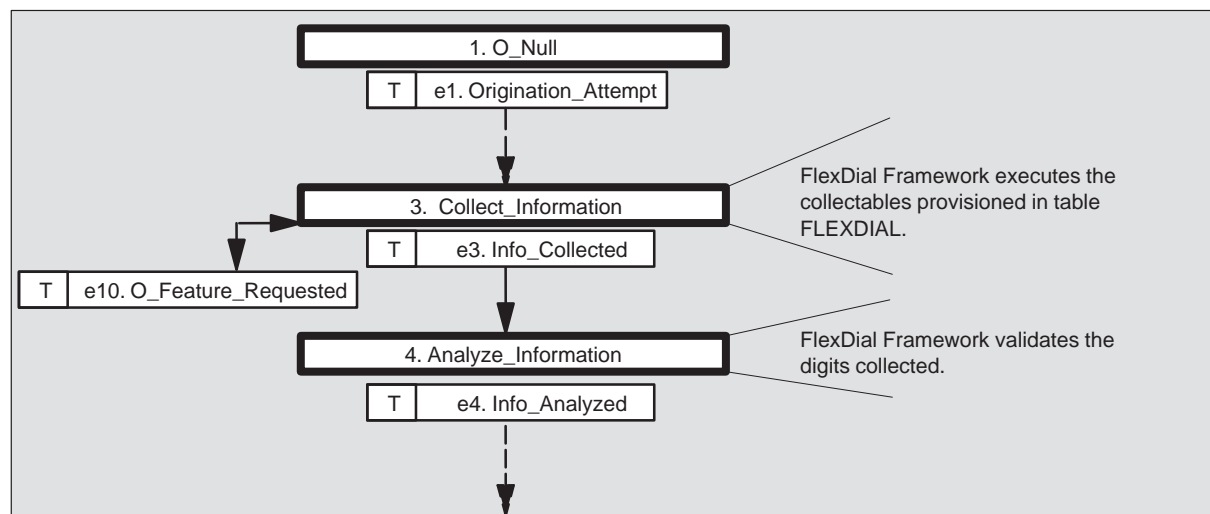 1. O_Null
T e1. Origination_Attempt
3. Collect_Information
FlexDial Framework executes the
collectables provisioned in table
FLEXDIAL.
T e3. Info_Collected
T e10. O_Feature_Requested
4. Analyze_Information
FlexDial Framework validates the
digits collected.
T e4. Info_Analyzed